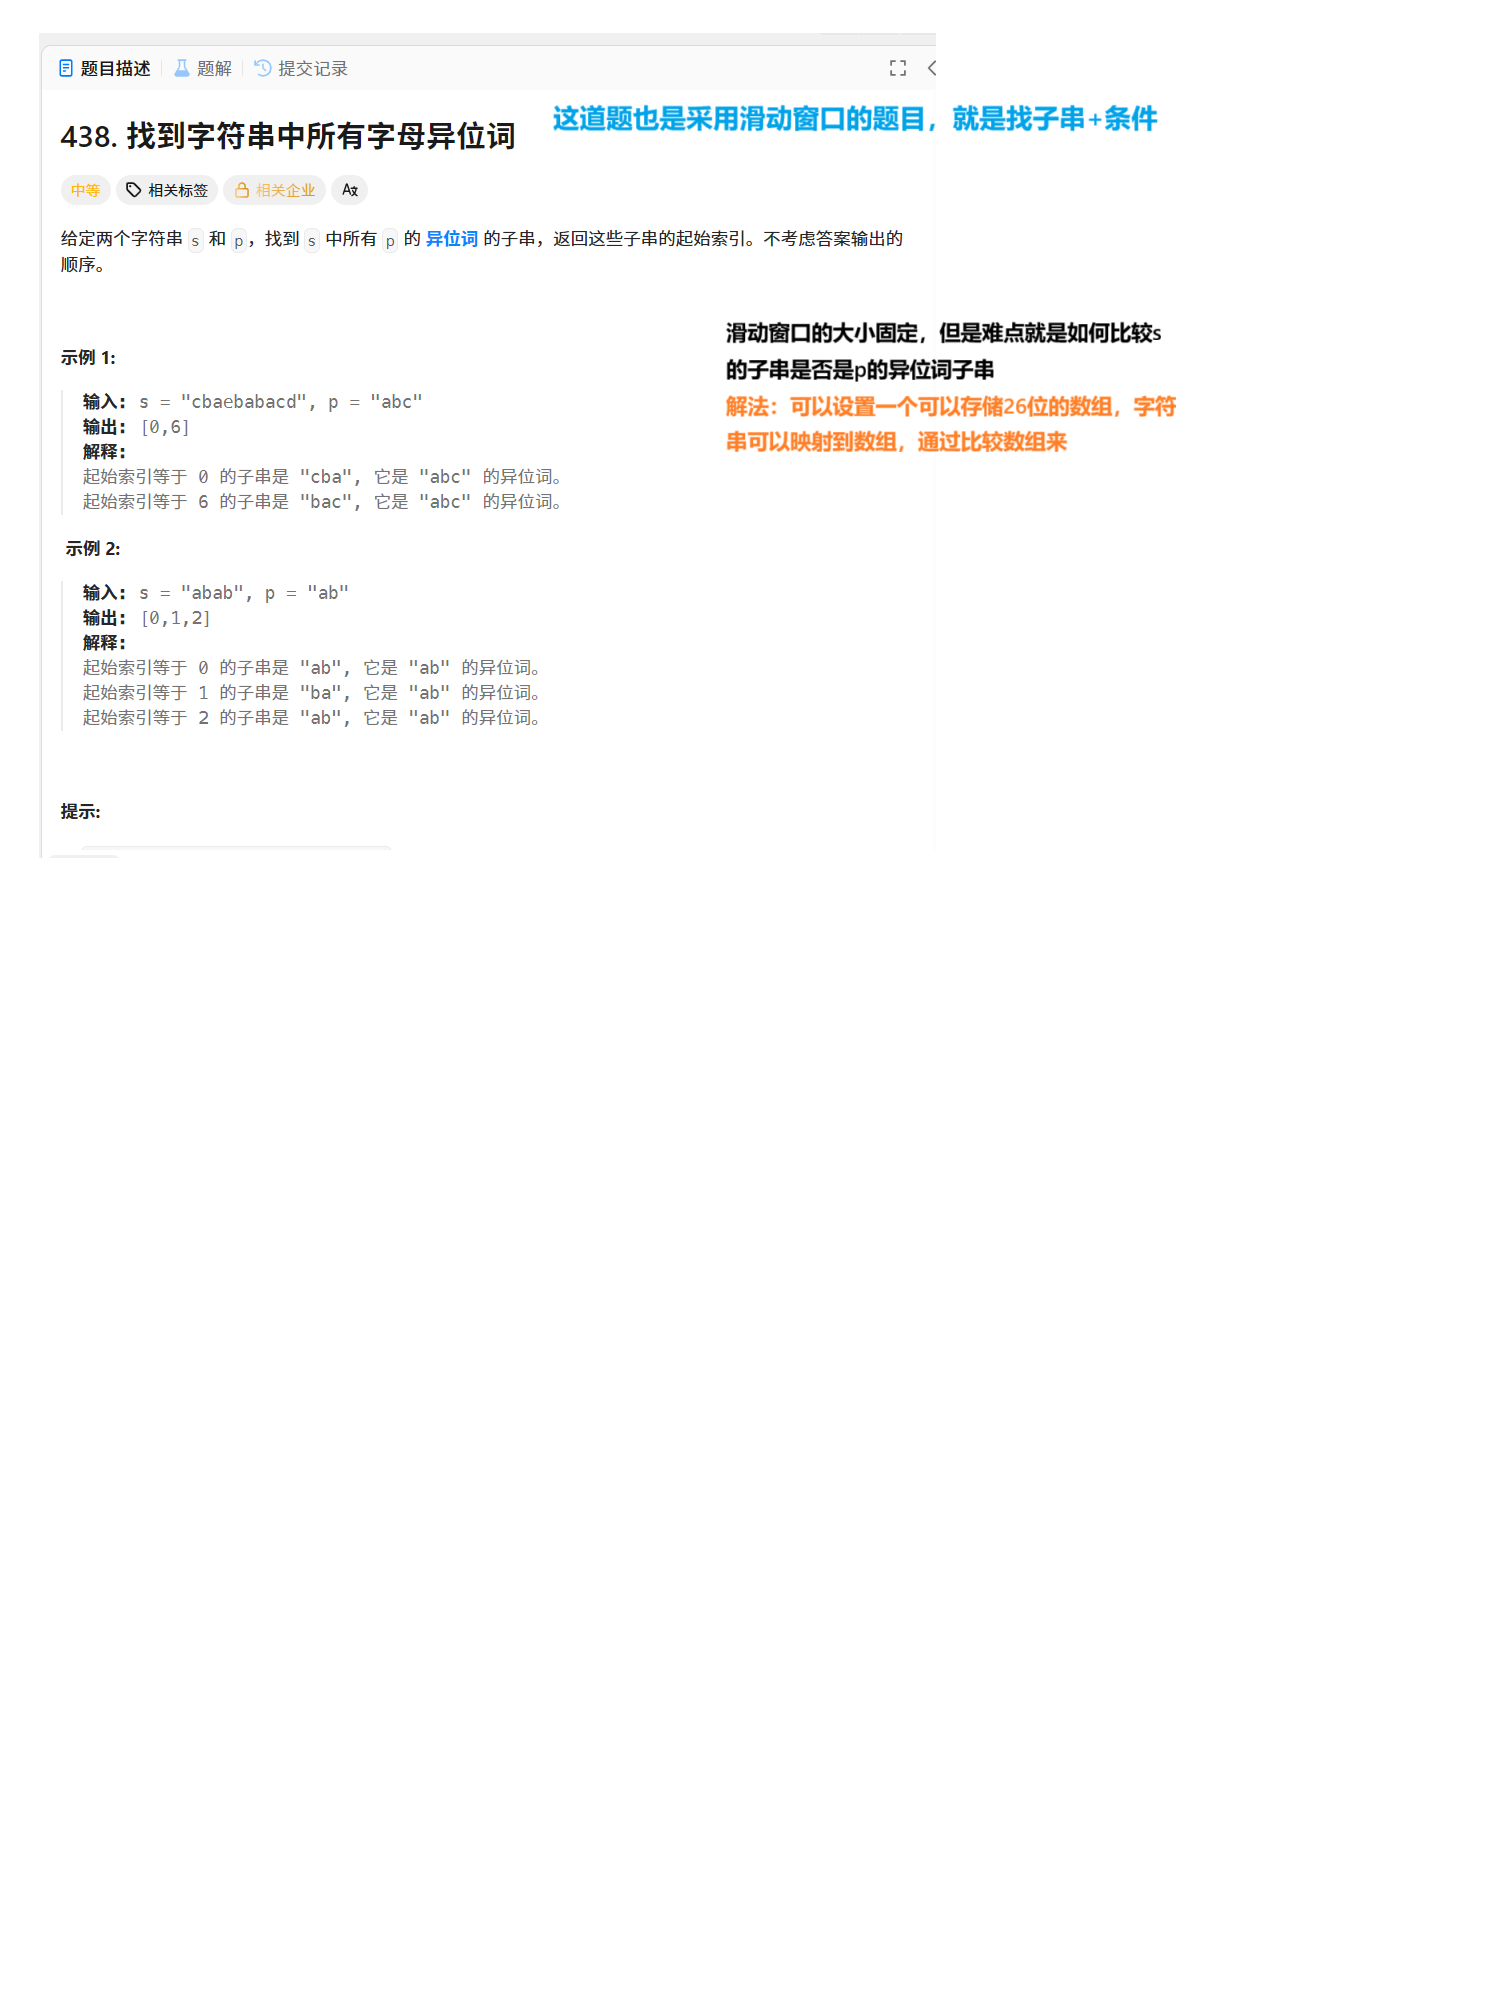 题目描述 题解 提交记录
438. 找到字符串中所有字母异位词
这道题也是采用滑动窗口的题目，就是找子串+条件
中等 相关标签 相关企业
给定两个字符串 s 和 p，找到 s 中所有 p 的 异位词 的子串，返回这些子串的起始索引。不考虑答案输出的
顺序。
滑动窗口的大小固定，但是难点就是如何比较s
的子串是否是p的异位词子串
解法：可以设置一个可以存储26位的数组，字符
串可以映射到数组，通过比较数组来
示例 1:
输入: s = "cbaebabacd", p = "abc"
输出: [0,6]
解释:
起始索引等于 0 的子串是 "cba", 它是 "abc" 的异位词。
起始索引等于 6 的子串是 "bac", 它是 "abc" 的异位词。
示例 2:
输入: s = "abab", p = "ab"
输出: [0,1,2]
解释:
起始索引等于 0 的子串是 "ab", 它是 "ab" 的异位词。
起始索引等于 1 的子串是 "ba", 它是 "ab" 的异位词。
起始索引等于 2 的子串是 "ab", 它是 "ab" 的异位词。
提示: